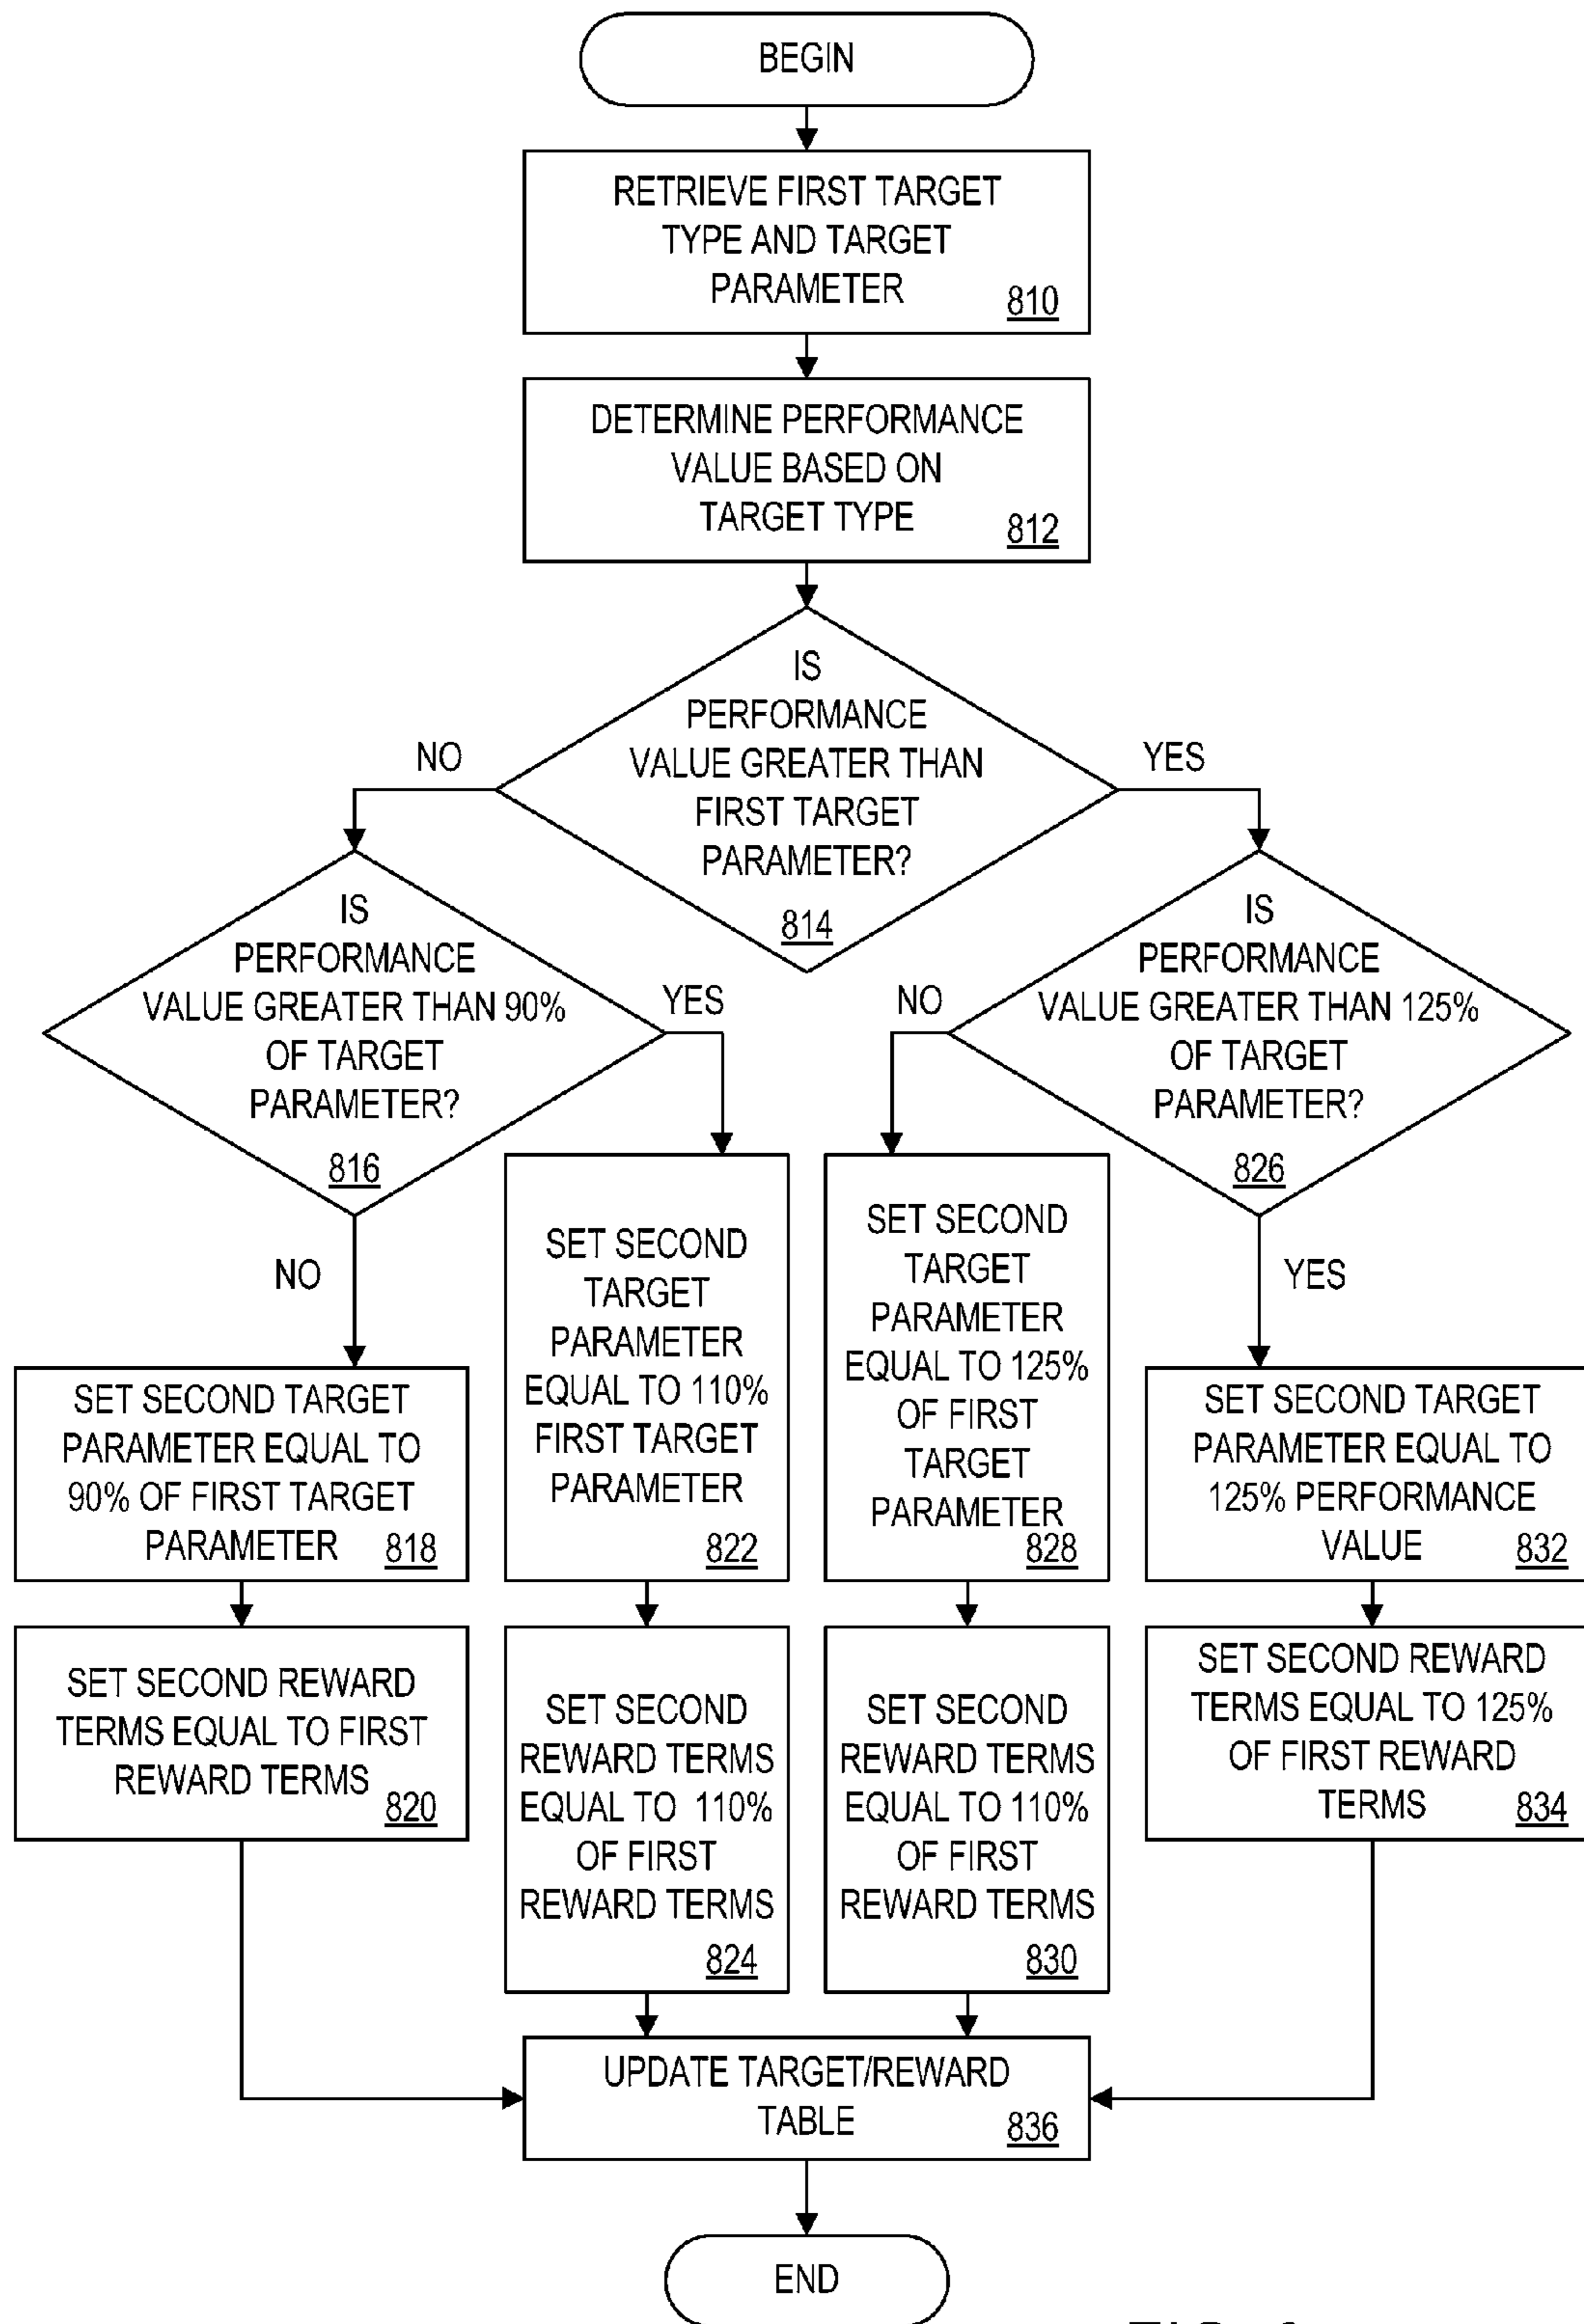 BEGIN
RETRIEVE FIRST TARGET
TYPE AND TARGET
PARAMETER
810
DETERMINE PERFORMANCE
VALUE BASED ON
TARGET TYPE
812
IS
PERFORMANCE
VALUE GREATER THAN
FIRST TARGET
PARAMETER?
814
NO
YES
IS
PERFORMANCE
VALUE GREATER THAN 90%
OF TARGET
PARAMETER?
816
YES
NO
IS
PERFORMANCE
VALUE GREATER THAN 125%
OF TARGET
PARAMETER?
826
NO
YES
SET SECOND TARGET
PARAMETER EQUAL TO
90% OF FIRST TARGET
PARAMETER 818
SET SECOND
TARGET
PARAMETER
EQUAL TO 110%
FIRST TARGET
PARAMETER
822
SET SECOND
TARGET
PARAMETER
EQUAL TO 125%
OF FIRST
TARGET
PARAMETER
828
SET SECOND TARGET
PARAMETER EQUAL TO
125% PERFORMANCE
VALUE 832
SET SECOND REWARD
TERMS EQUAL TO FIRST
REWARD TERMS
820
SET SECOND
REWARD TERMS
EQUAL TO 110%
OF FIRST
REWARD TERMS
824
SET SECOND
REWARD TERMS
EQUAL TO 110%
OF FIRST
REWARD TERMS
830
SET SECOND REWARD
TERMS EQUAL TO 125%
OF FIRST REWARD
TERMS 834
UPDATE TARGET/REWARD
TABLE
836
END